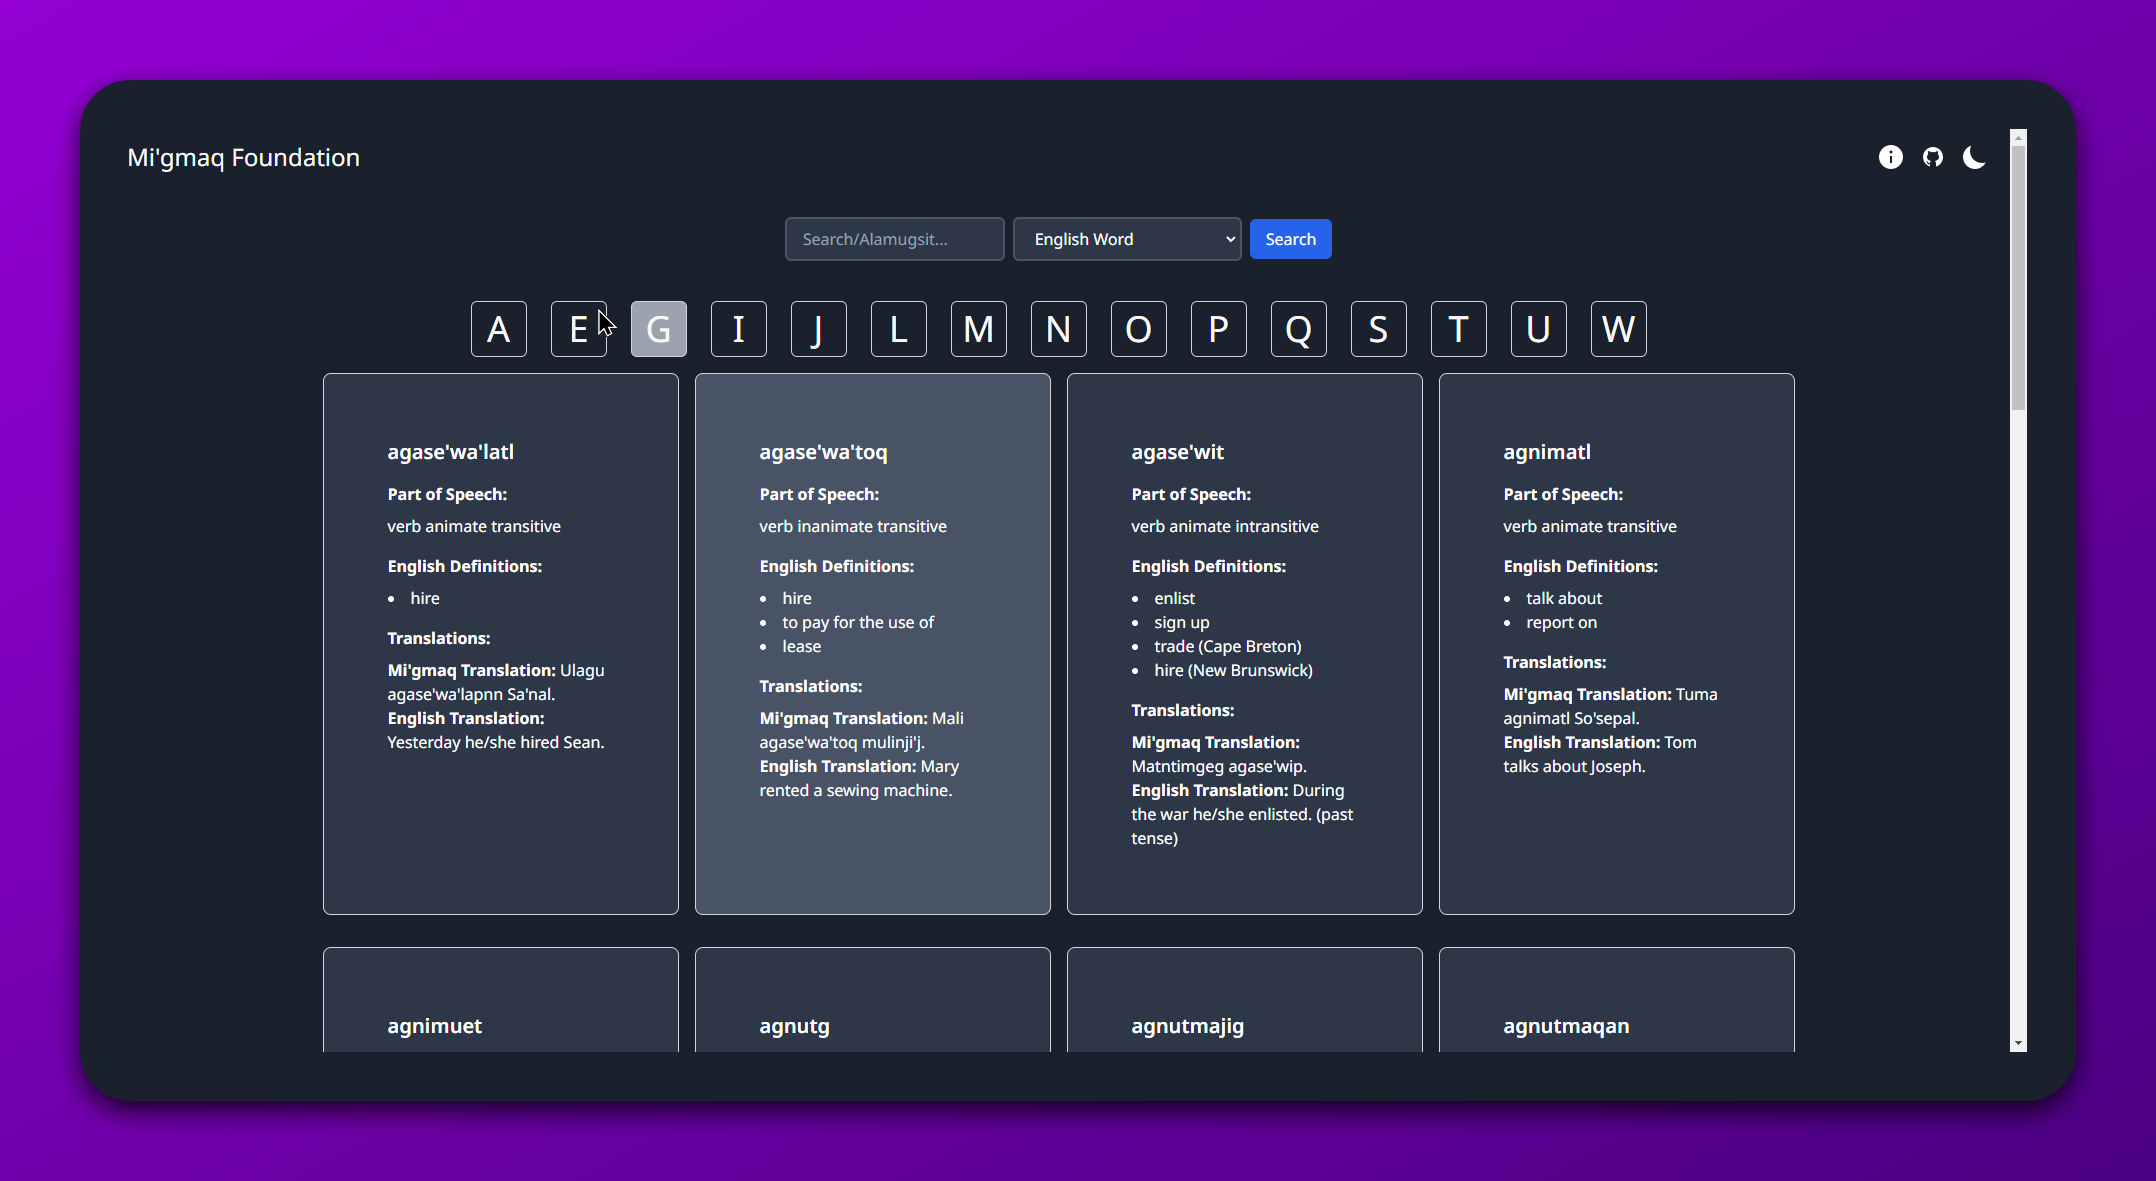 Mi'gmaq Foundation
Search/Alamugsit...
English Word
Search
A E G I J L M N O P Q S T U W
agase'wa'latl
Part of Speech:
verb animate transitive
English Definitions:
• hire
Translations:
Mi'gmaq Translation: Ulagu
agase'wa'lapnn Sa'nal.
English Translation:
Yesterday he/she hired Sean.
agase'wa'toq
Part of Speech:
verb inanimate transitive
English Definitions:
• hire
• to pay for the use of
• lease
Translations:
Mi'gmaq Translation: Mali
agase'wa'toq mulinji'j.
English Translation: Mary
rented a sewing machine.
agase'wit
Part of Speech:
verb animate intransitive
English Definitions:
• enlist
• sign up
• trade (Cape Breton)
• hire (New Brunswick)
Translations:
Mi'gmaq Translation:
Matntimgeg agase'wip.
English Translation: During
the war he/she enlisted. (past
tense)
agnimatl
Part of Speech:
verb animate transitive
English Definitions:
• talk about
• report on
Translations:
Mi'gmaq Translation: Tuma
agnimatl So'sepal.
English Translation: Tom
talks about Joseph.
agnimuet
agnutg
agnutmajig
agnutmaqan